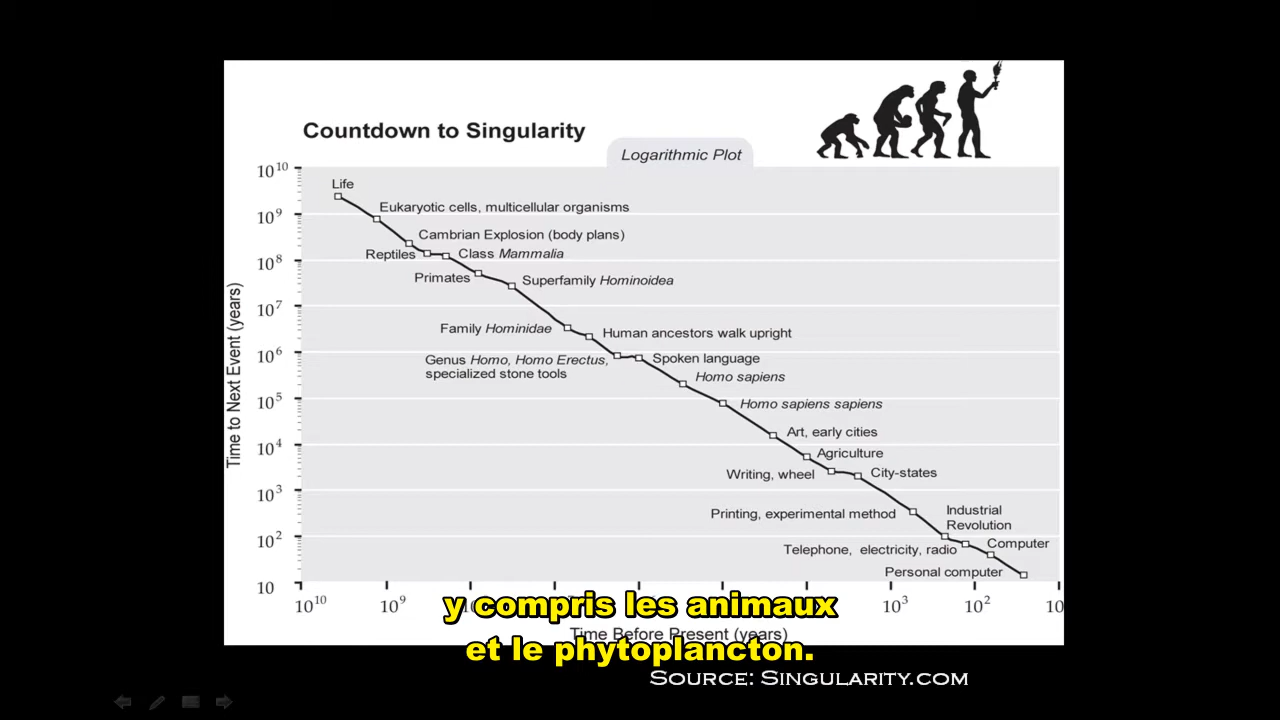 Countdown to Singularity
Logarithmic Plot
10¹⁰
Life
10⁹
Eukaryotic cells, multicellular organisms
Cambrian Explosion (body plans)
Reptiles
Class Mammalia
10⁸
Primates
Superfamily Hominoidea
10⁷
Family Hominidae
Human ancestors walk upright
10⁶
Genus Homo, Homo Erectus,
specialized stone tools
Spoken language
Homo sapiens
10⁵
Homo sapiens sapiens
Art, early cities
10⁴
Agriculture
Writing, wheel
City-states
10³
Printing, experimental method
Industrial
Revolution
10²
Telephone, electricity, radio
Computer
Personal computer
10
Time to Next Event (years)
10¹⁰ 10⁹ 10³ 10² 10
y compris les animaux
Time Before Present (years)
et le phytoplancton.
Source: Singularity.com